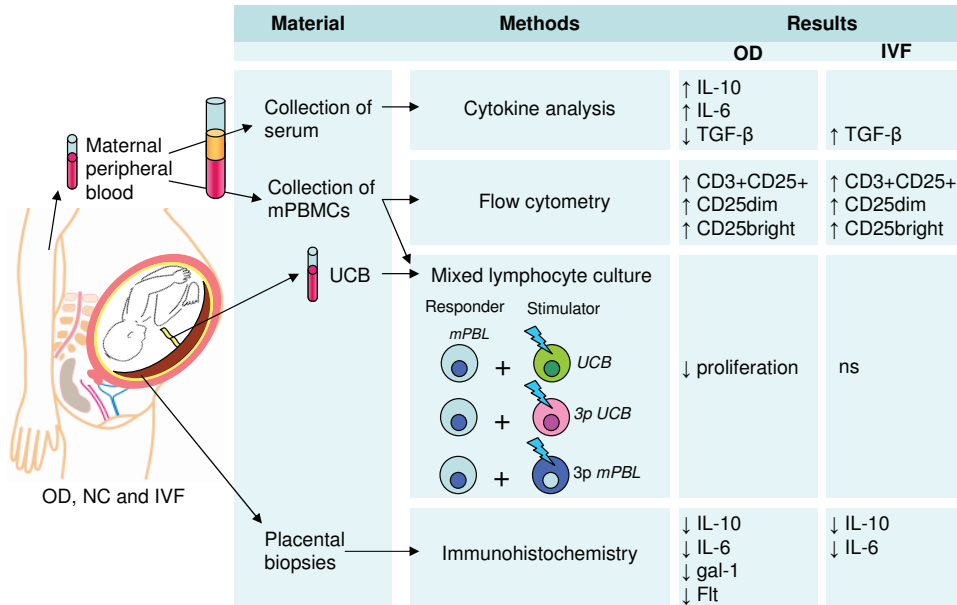 Material Methods Results
OD IVF
Maternal
peripheral
blood
Collection of
serum
Cytokine analysis
↑ IL-10
↑ IL-6
↓ TGF-β
↑ TGF-β
Collection of
mPBMCs
Flow cytometry
↑ CD3+CD25+
↑ CD25dim
↑ CD25bright
↑ CD3+CD25+
↑ CD25dim
↑ CD25bright
UCB
Mixed lymphocyte culture
Responder Stimulator
mPBL
+ UCB
+ 3p UCB
+ 3p mPBL
↓ proliferation
ns
OD, NC and IVF
Placental
biopsies
Immunohistochemistry
↓ IL-10
↓ IL-6
↓ gal-1
↓ Flt
↓ IL-10
↓ IL-6